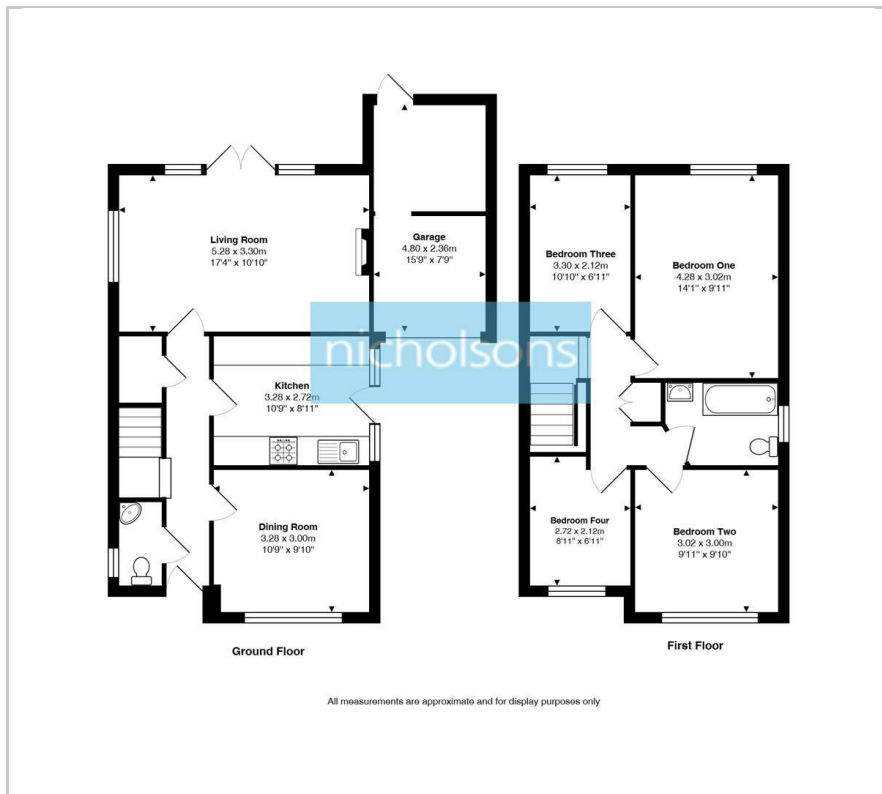 Living Room
5.28 x 3.30m
17'4" x 10'10"
Garage
4.80 x 2.36m
15'9" x 7'9"
Kitchen
3.28 x 2.72m
10'9" x 8'11"
Dining Room
3.28 x 3.00m
10'9" x 9'10"
Ground Floor
nicholsons
Bedroom Three
3.30 x 2.12m
10'10" x 6'11"
Bedroom One
4.28 x 3.02m
14'1" x 9'11"
Bedroom Four
2.72 x 2.12m
8'11" x 6'11"
Bedroom Two
3.02 x 3.00m
9'11" x 9'10"
First Floor
All measurements are approximate and for display purposes only